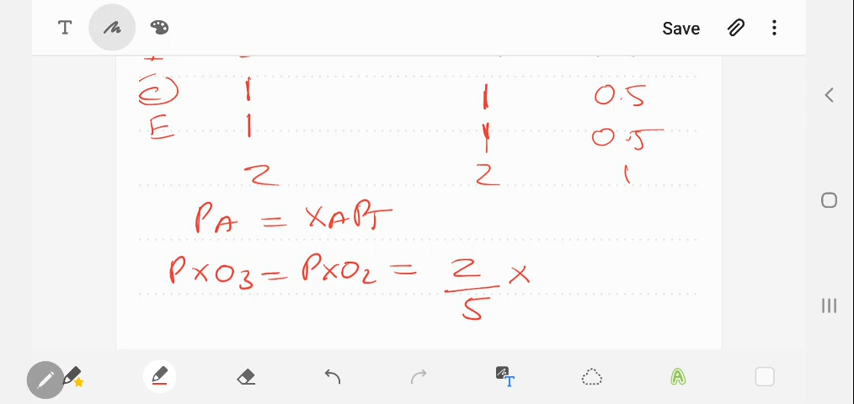 T Save
C 1 1 0.5
E 1 1 0.5
2 2 1
PA = XAPT
PXO3 = PXO2 = 2/5 ×
T
A